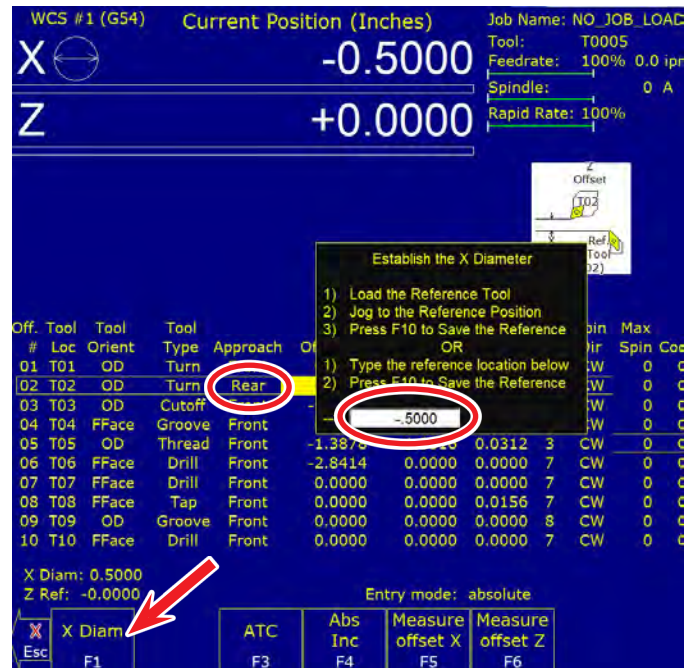 WCS #1 (G54) Current Position (Inches) Job Name: NO_JOB_LOAD
X -0.5000
Tool: T0005
Feedrate: 100% 0.0 ipm
Spindle: 0 A
Z +0.0000
Rapid Rate: 100%
Z
Offset
T02
Ref.
Tool
Establish the X Diameter
1) Load the Reference Tool
2) Jog to the Reference Position
3) Press F10 to Save the Reference
OR
1) Type the reference location below
2) Press F10 to Save the Reference
-.5000
Off. Tool Tool Tool Max
# Loc Orient Type Approach Spin
01 T01 OD Turn 0
02 T02 OD Turn Rear CW 0
03 T03 OD Cutoff Front CW 0
04 T04 FFace Groove Front CW 0
05 T05 OD Thread Front 0.0312 3 CW 0
06 T06 FFace Drill Front -2.8414 0.0000 0.0000 7 CW 0
07 T07 FFace Drill Front 0.0000 0.0000 0.0000 7 CW 0
08 T08 FFace Tap Front 0.0000 0.0000 0.0156 7 CW 0
09 T09 OD Groove Front 0.0000 0.0000 0.0000 8 CW 0
10 T10 FFace Drill Front 0.0000 0.0000 0.0000 7 CW 0
X Diam: 0.5000
Z Ref: -0.0000 Entry mode: absolute
X Esc
X Diam F1
ATC F3
Abs Inc F4
Measure offset X F5
Measure offset Z F6